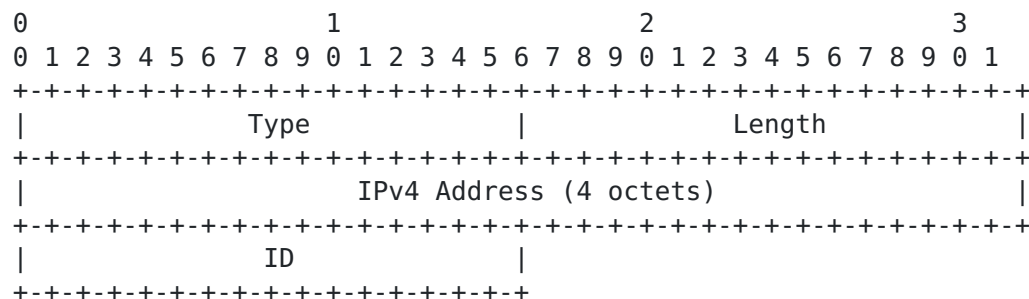 0                   1                   2                   3
0 1 2 3 4 5 6 7 8 9 0 1 2 3 4 5 6 7 8 9 0 1 2 3 4 5 6 7 8 9 0 1
+-+-+-+-+-+-+-+-+-+-+-+-+-+-+-+-+-+-+-+-+-+-+-+-+-+-+-+-+-+-+-+-+
|              Type             |             Length            |
+-+-+-+-+-+-+-+-+-+-+-+-+-+-+-+-+-+-+-+-+-+-+-+-+-+-+-+-+-+-+-+-+
|                     IPv4 Address (4 octets)                   |
+-+-+-+-+-+-+-+-+-+-+-+-+-+-+-+-+-+-+-+-+-+-+-+-+-+-+-+-+-+-+-+-+
|               ID              |
+-+-+-+-+-+-+-+-+-+-+-+-+-+-+-+-+